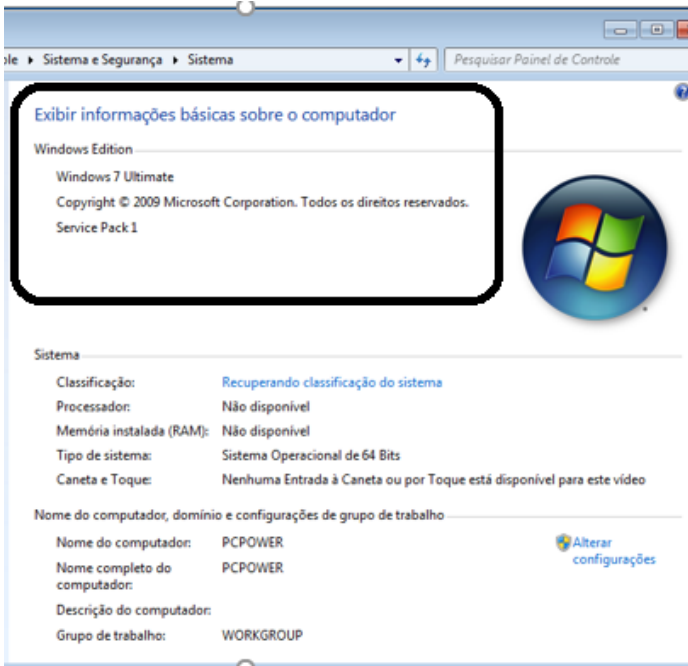 ole ▸ Sistema e Segurança ▸ Sistema
Pesquisar Painel de Controle
Exibir informações básicas sobre o computador
Windows Edition
Windows 7 Ultimate
Copyright © 2009 Microsoft Corporation. Todos os direitos reservados.
Service Pack 1
Sistema
Classificação: Recuperando classificação do sistema
Processador: Não disponível
Memória instalada (RAM): Não disponível
Tipo de sistema: Sistema Operacional de 64 Bits
Caneta e Toque: Nenhuma Entrada à Caneta ou por Toque está disponível para este vídeo
Nome do computador, domínio e configurações de grupo de trabalho
Nome do computador: PCPOWER
Alterar
configurações
Nome completo do
computador:
PCPOWER
Descrição do computador:
Grupo de trabalho: WORKGROUP